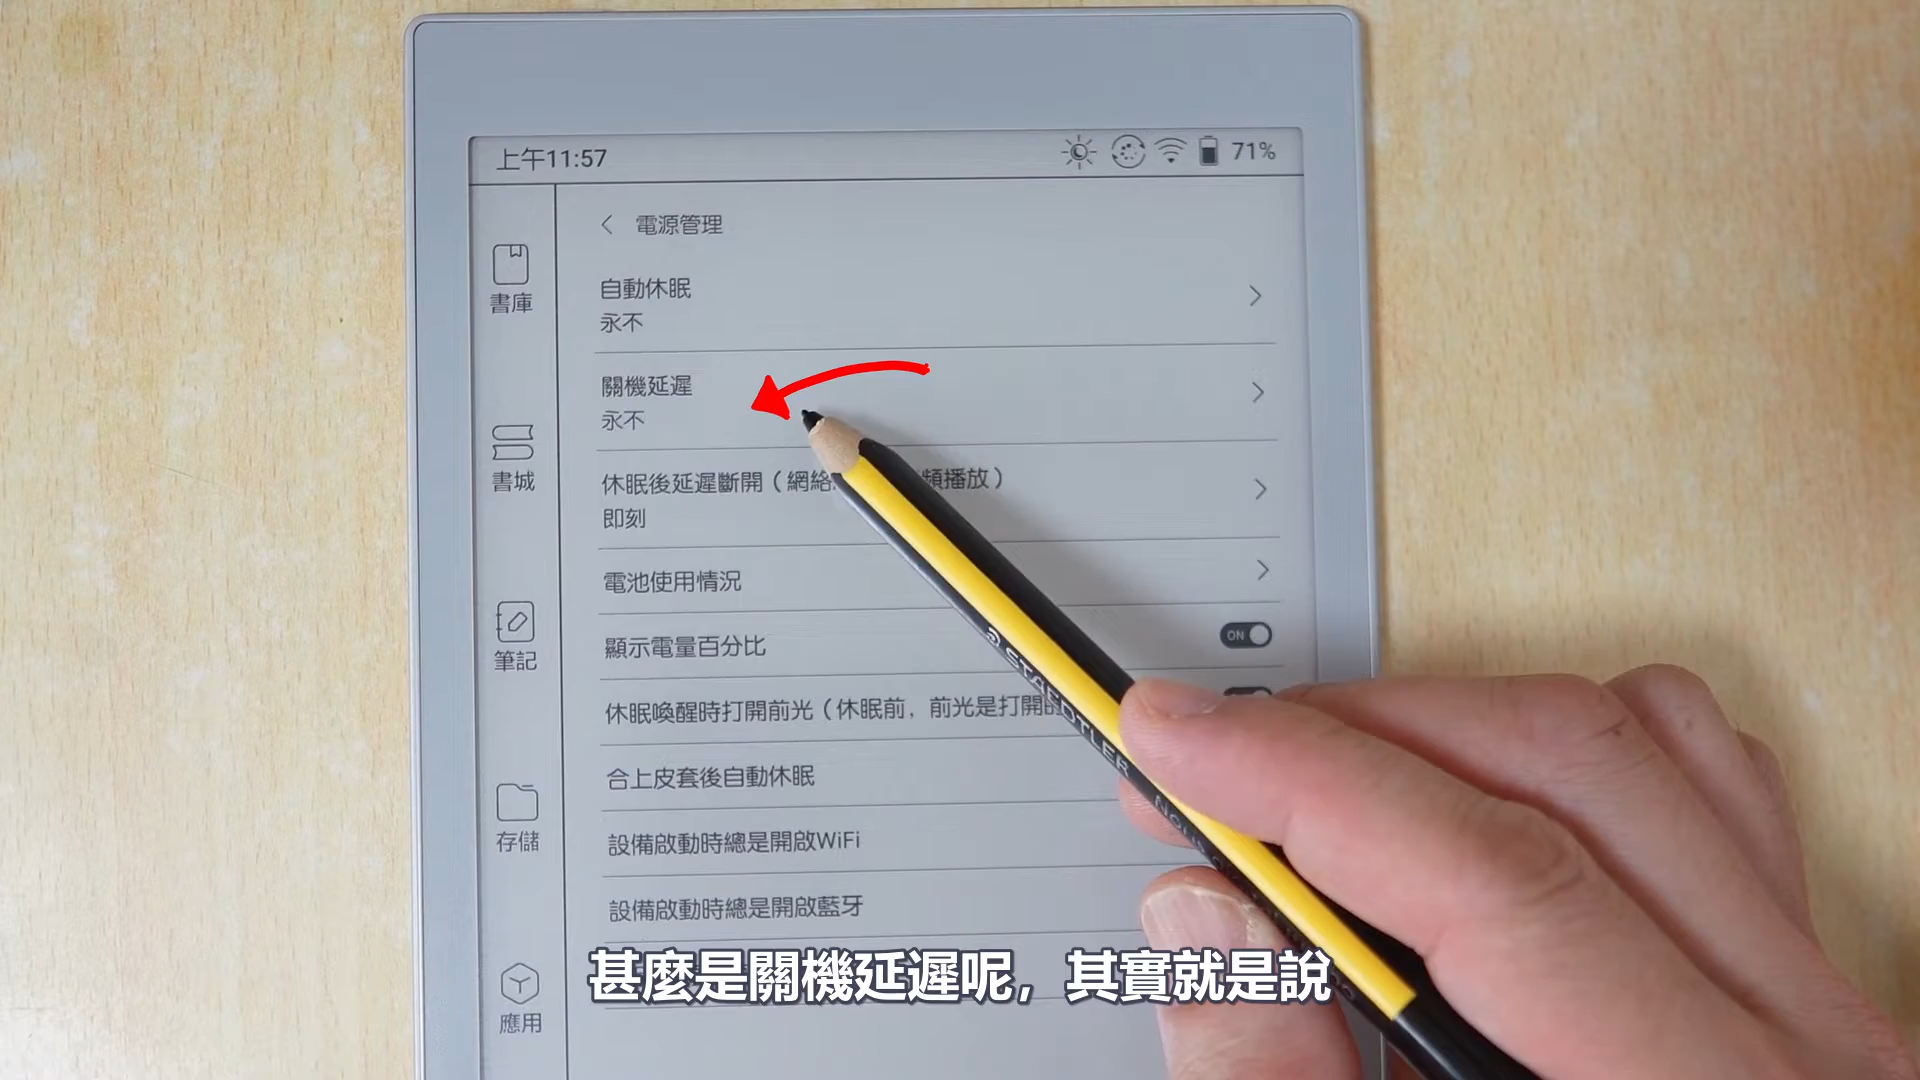 上午11:57
71%
電源管理
自動休眠
永不
關機延遲
永不
休眠後延遲斷開（網絡 頻播放）
即刻
電池使用情況
顯示電量百分比
ON
休眠喚醒時打開前光（休眠前，前光是打開
合上皮套後自動休眠
設備啟動時總是開啟WiFi
設備啟動時總是開啟藍牙
書庫
書城
筆記
存儲
應用
STAEDTLER
甚麼是關機延遲呢，其實就是說